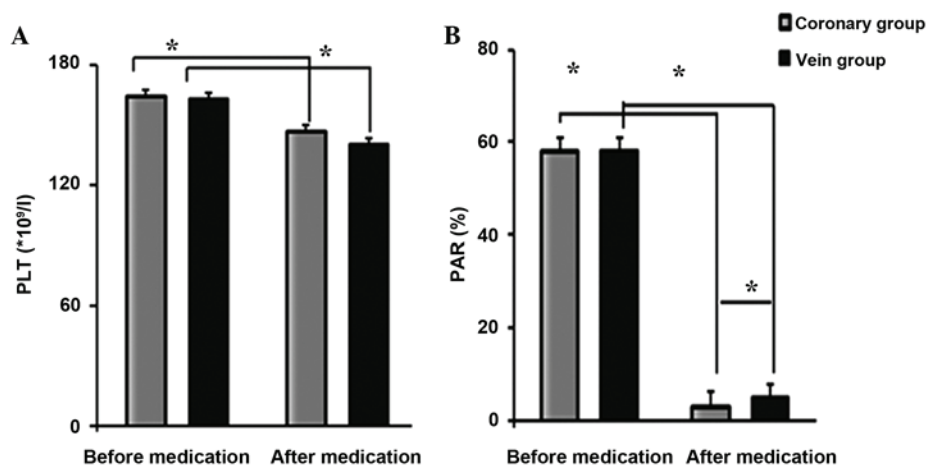 A
PLT (*10⁹/l)
180
120
60
0
*
*
Before medication
After medication
B
PAR (%)
80
60
40
20
0
*
*
*
Before medication
After medication
Coronary group
Vein group